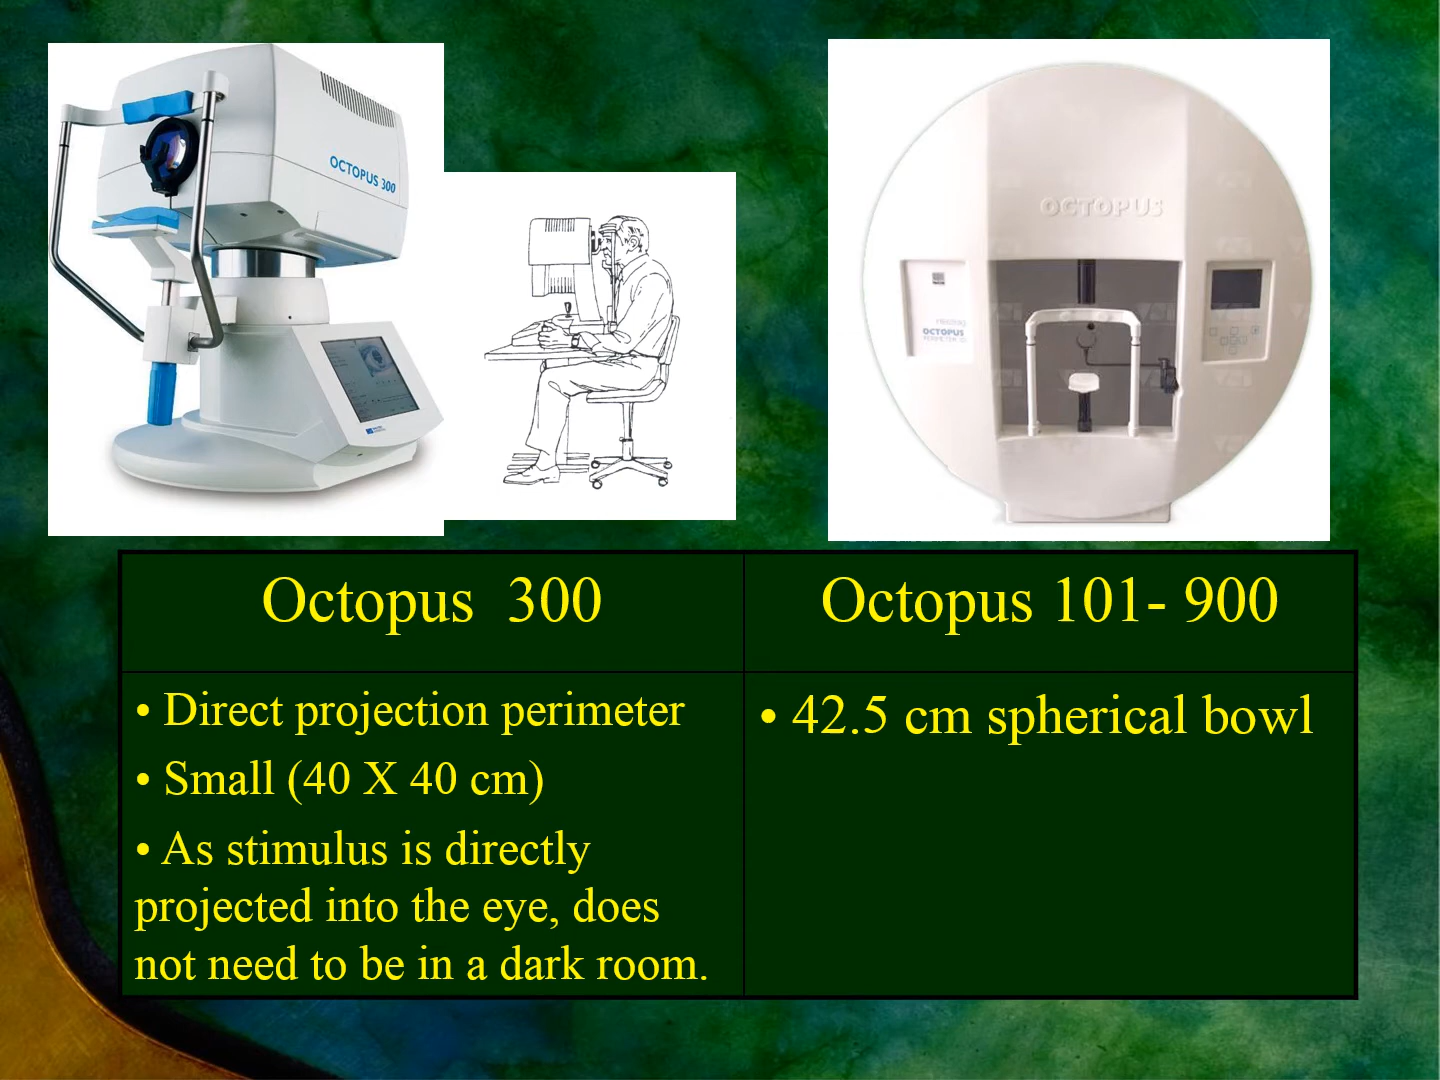 OCTOPUS 300
OCTOPUS
OCTOPUS
Octopus 300
Octopus 101- 900
• Direct projection perimeter
• Small (40 X 40 cm)
• As stimulus is directly
projected into the eye, does
not need to be in a dark room.
• 42.5 cm spherical bowl